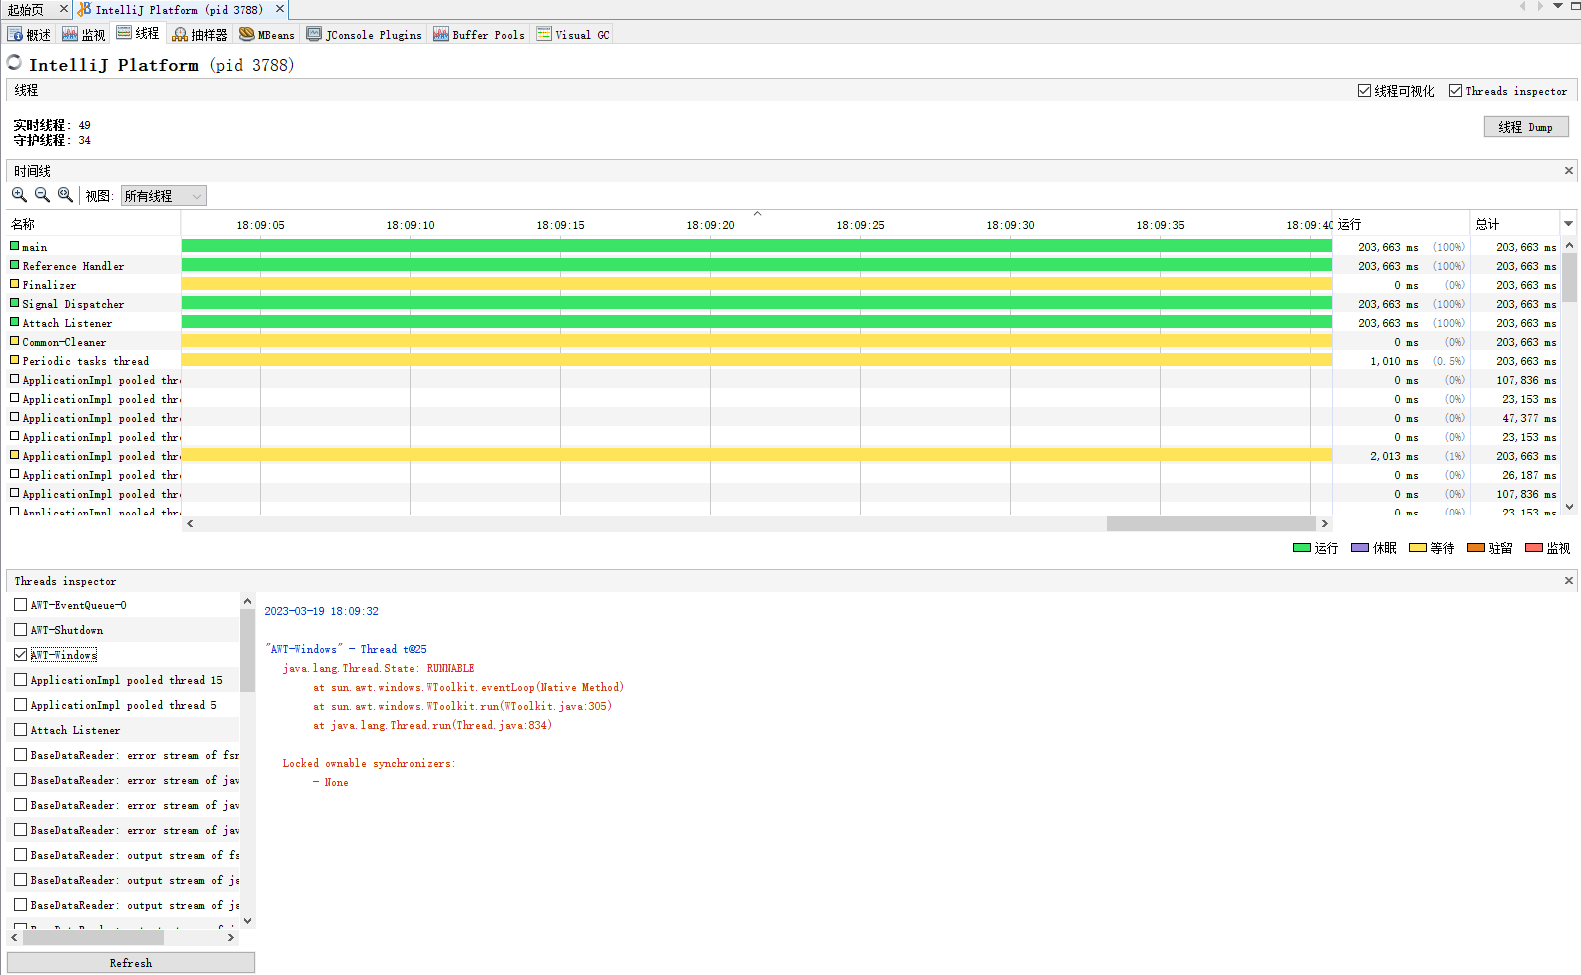 起始页 IntelliJ Platform (pid 3788)
概述 监视 线程 抽样器 MBeans JConsole Plugins Buffer Pools Visual GC
IntelliJ Platform (pid 3788)
线程 线程可视化 Threads inspector
实时线程: 49
守护线程: 34
线程 Dump
时间线
视图: 所有线程
名称 18:09:05 18:09:10 18:09:15 18:09:20 18:09:25 18:09:30 18:09:35 18:09:40 运行 总计
main 203,663 ms (100%) 203,663 ms
Reference Handler 203,663 ms (100%) 203,663 ms
Finalizer 0 ms (0%) 203,663 ms
Signal Dispatcher 203,663 ms (100%) 203,663 ms
Attach Listener 203,663 ms (100%) 203,663 ms
Common-Cleaner 0 ms (0%) 203,663 ms
Periodic tasks thread 1,010 ms (0.5%) 203,663 ms
ApplicationImpl pooled thr 0 ms (0%) 107,836 ms
ApplicationImpl pooled thr 0 ms (0%) 23,153 ms
ApplicationImpl pooled thr 0 ms (0%) 47,377 ms
ApplicationImpl pooled thr 0 ms (0%) 23,153 ms
ApplicationImpl pooled thr 2,013 ms (1%) 203,663 ms
ApplicationImpl pooled thr 0 ms (0%) 26,187 ms
ApplicationImpl pooled thr 0 ms (0%) 107,836 ms
ApplicationImpl pooled thr 0 ms (0%) 23,153 ms
运行 休眠 等待 驻留 监视
Threads inspector
AWT-EventQueue-0
AWT-Shutdown
AWT-Windows
ApplicationImpl pooled thread 15
ApplicationImpl pooled thread 5
Attach Listener
BaseDataReader: error stream of fsn
BaseDataReader: error stream of jav
BaseDataReader: error stream of jav
BaseDataReader: error stream of jav
BaseDataReader: output stream of fs
BaseDataReader: output stream of ja
BaseDataReader: output stream of ja
Refresh
2023-03-19 18:09:32
"AWT-Windows" - Thread t@25
java.lang.Thread.State: RUNNABLE
at sun.awt.windows.WToolkit.eventLoop(Native Method)
at sun.awt.windows.WToolkit.run(WToolkit.java:305)
at java.lang.Thread.run(Thread.java:834)
Locked ownable synchronizers:
- None